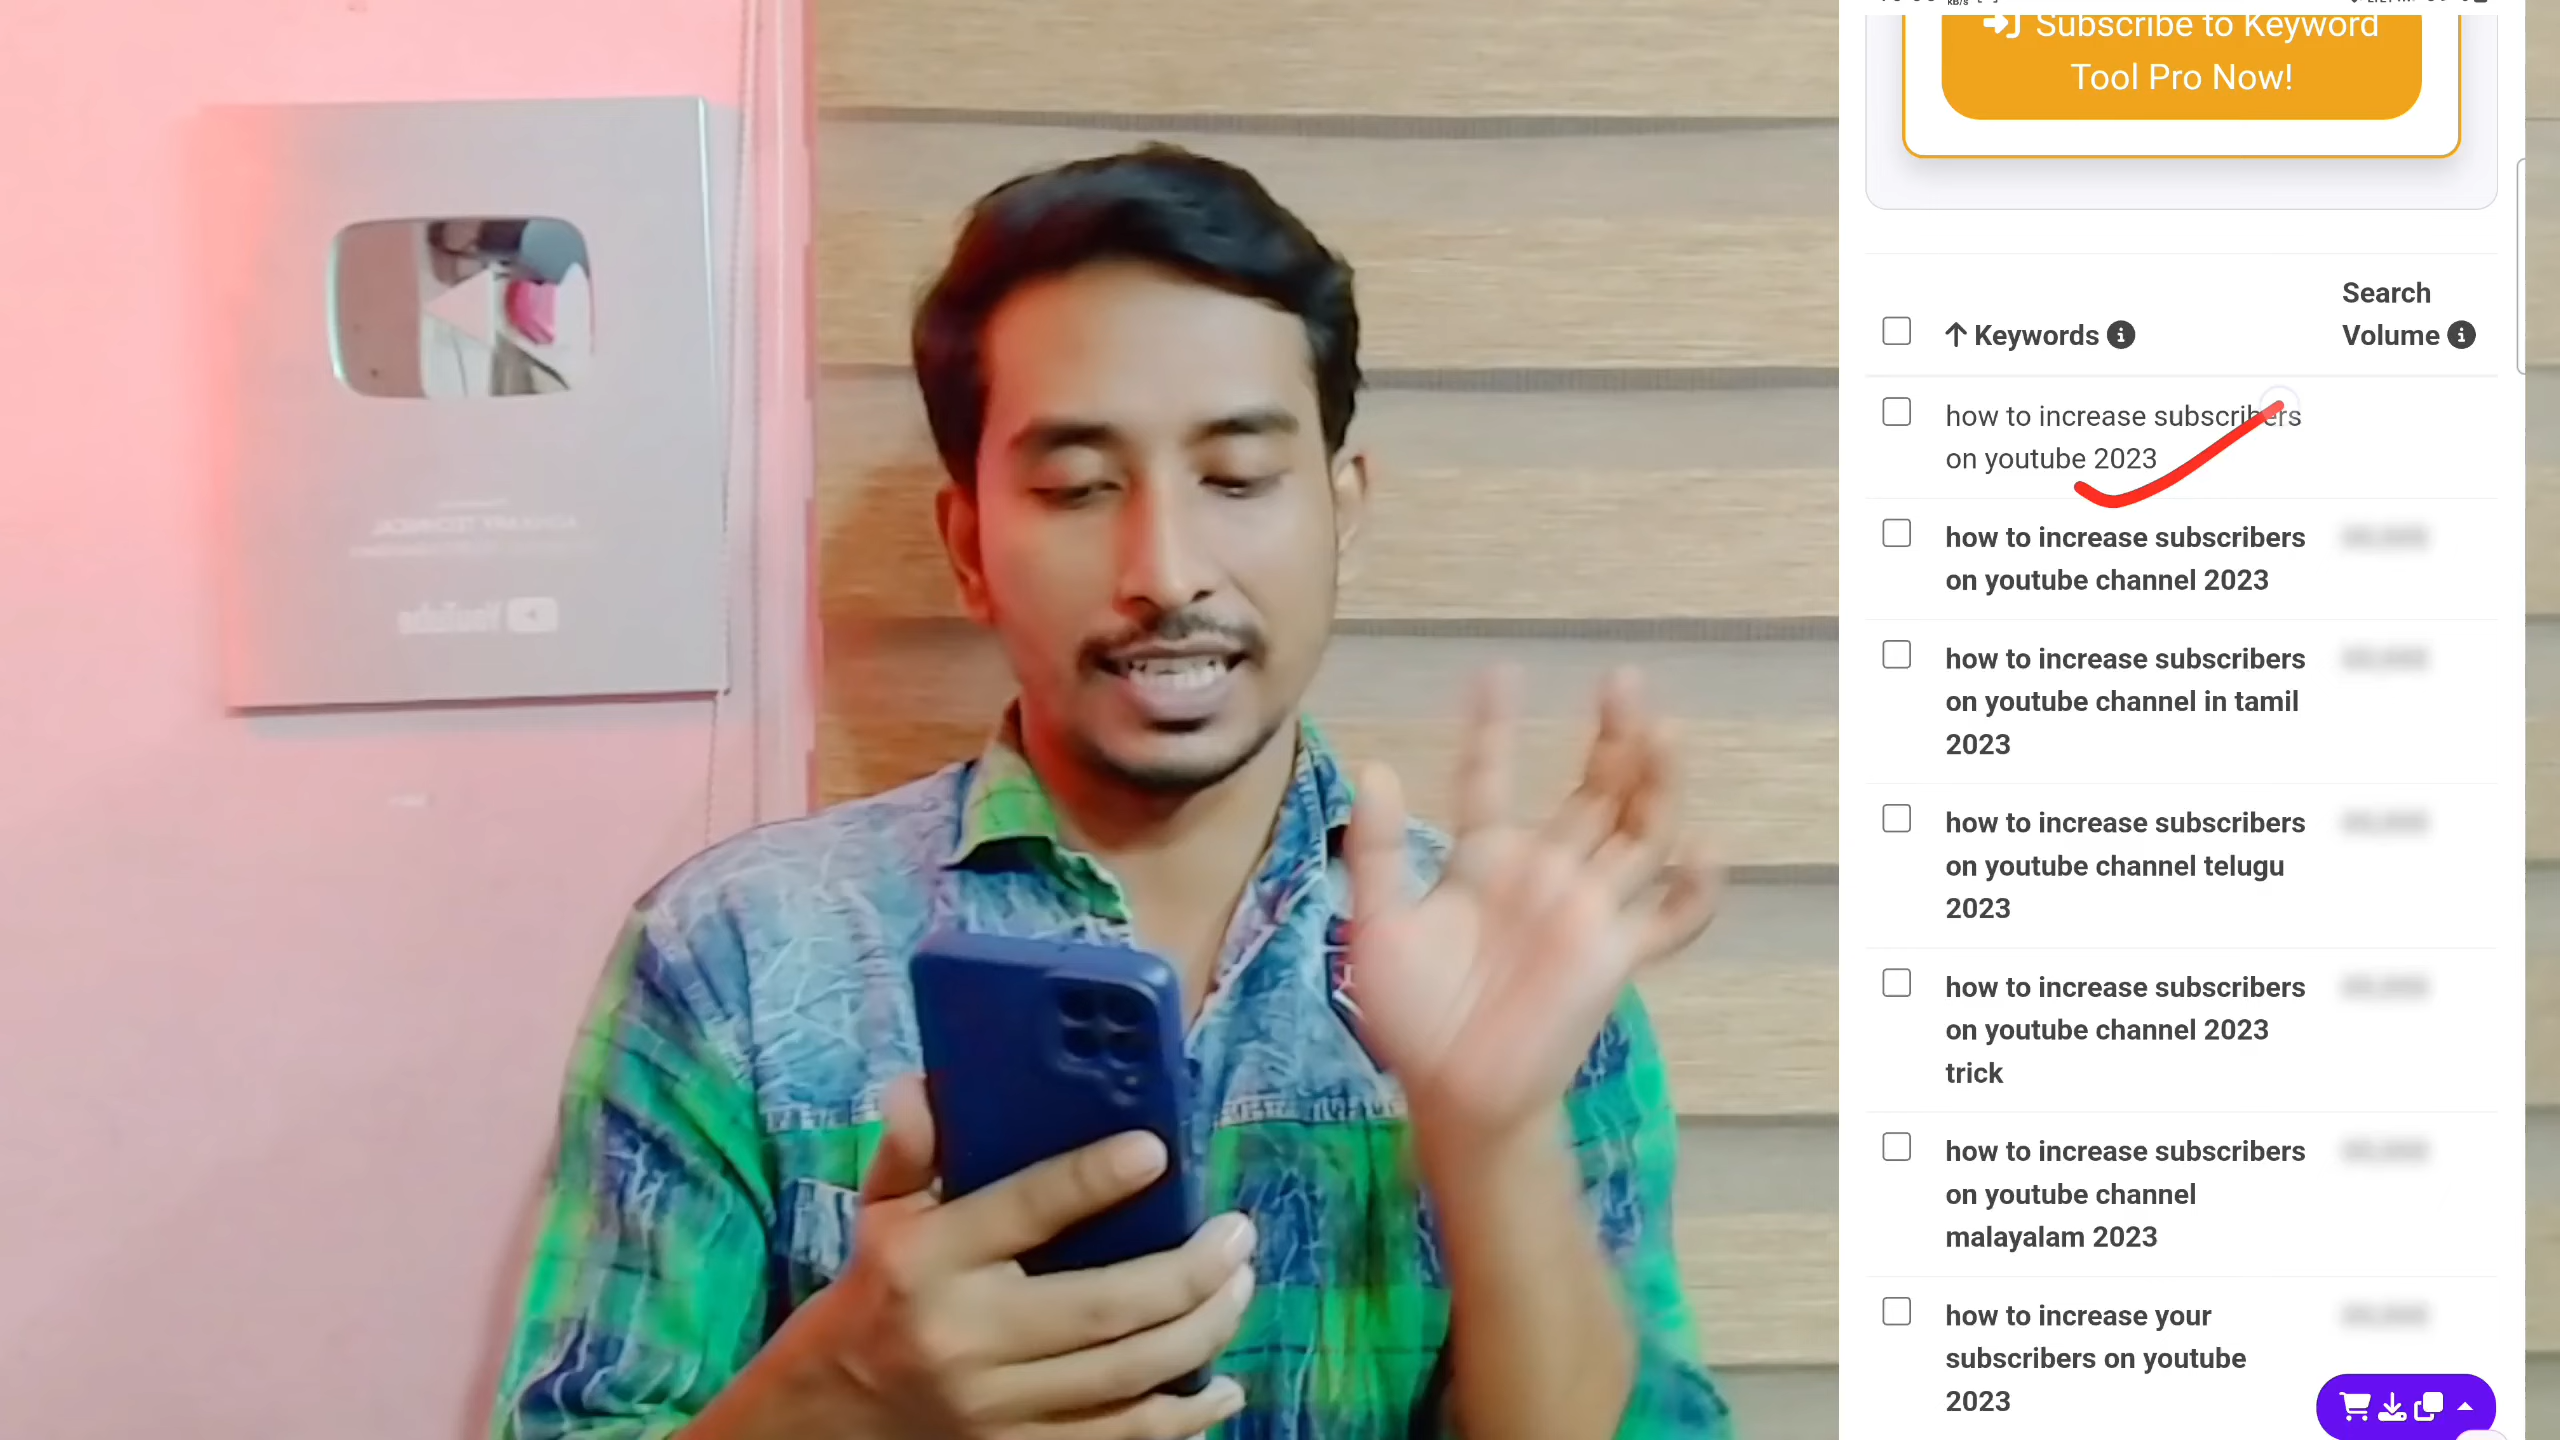 YouTube
Subscribe to Keyword
Tool Pro Now!
Search
Keywords
Volume
how to increase subscribers
on youtube 2023
how to increase subscribers
on youtube channel 2023
how to increase subscribers
on youtube channel in tamil
2023
how to increase subscribers
on youtube channel telugu
2023
how to increase subscribers
on youtube channel 2023
trick
how to increase subscribers
on youtube channel
malayalam 2023
how to increase your
subscribers on youtube
2023